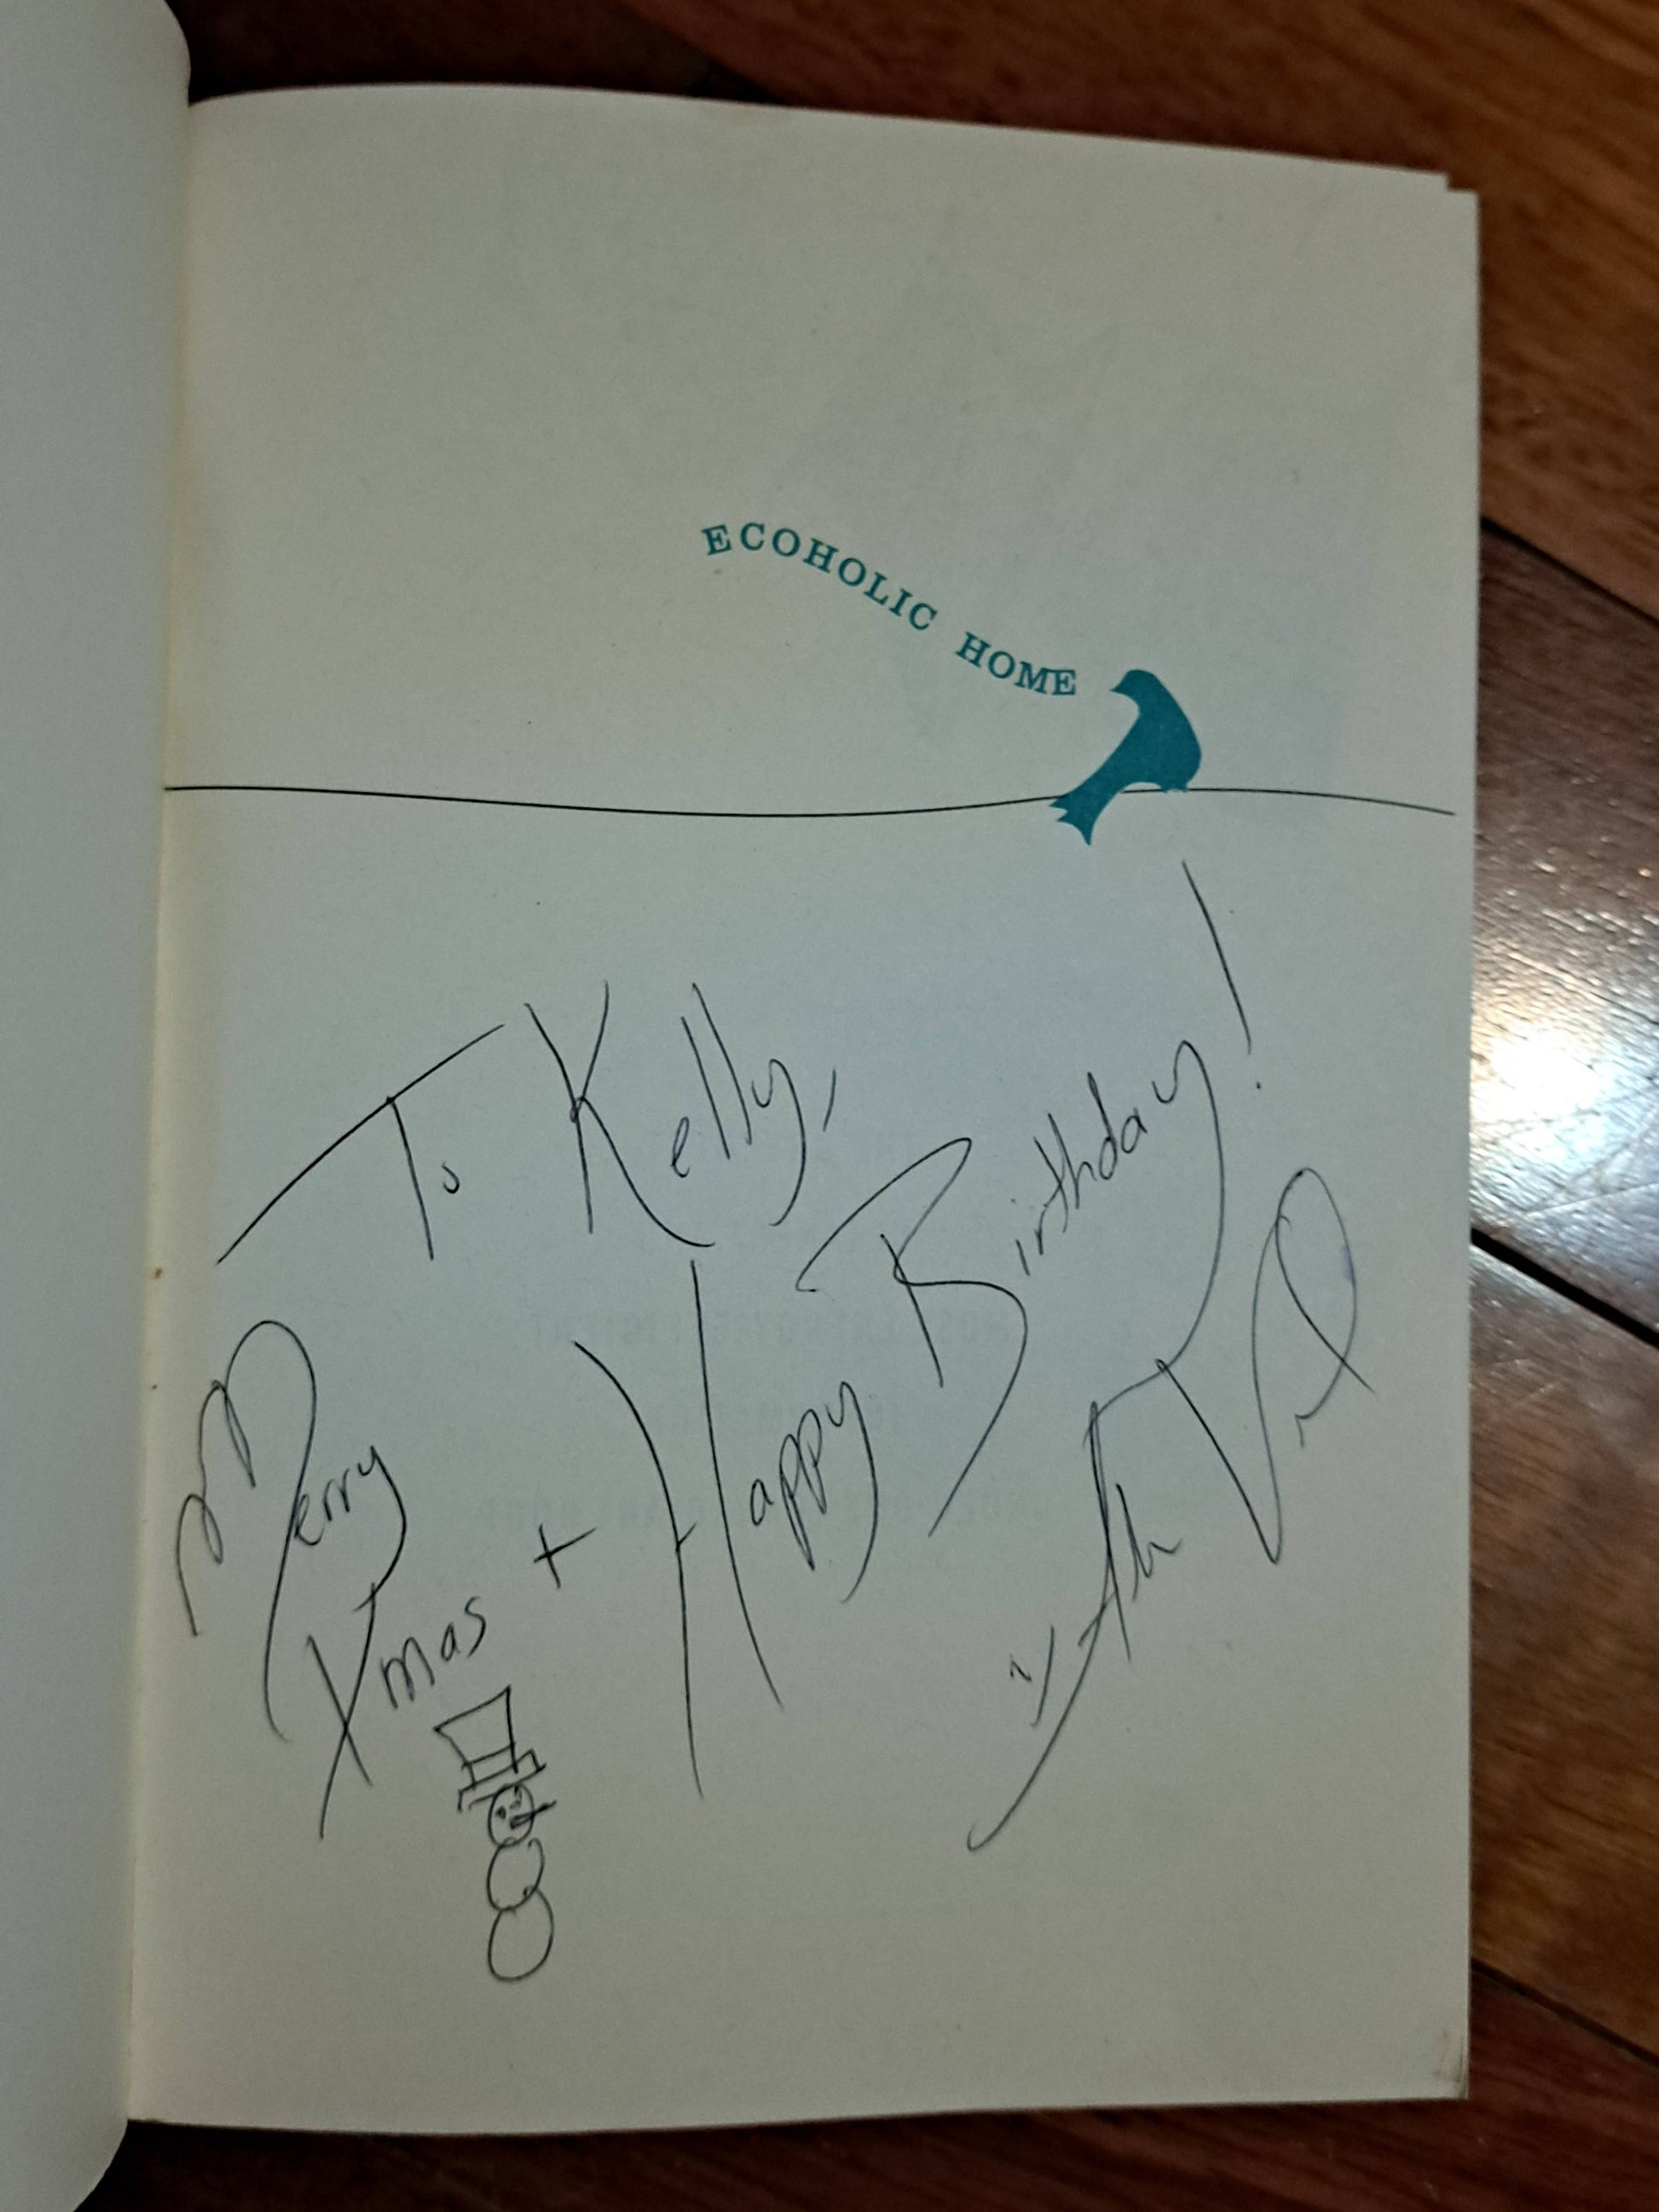 ECOHOLIC HOME
To Kelly,
Merry
Xmas + Happy Birthday!